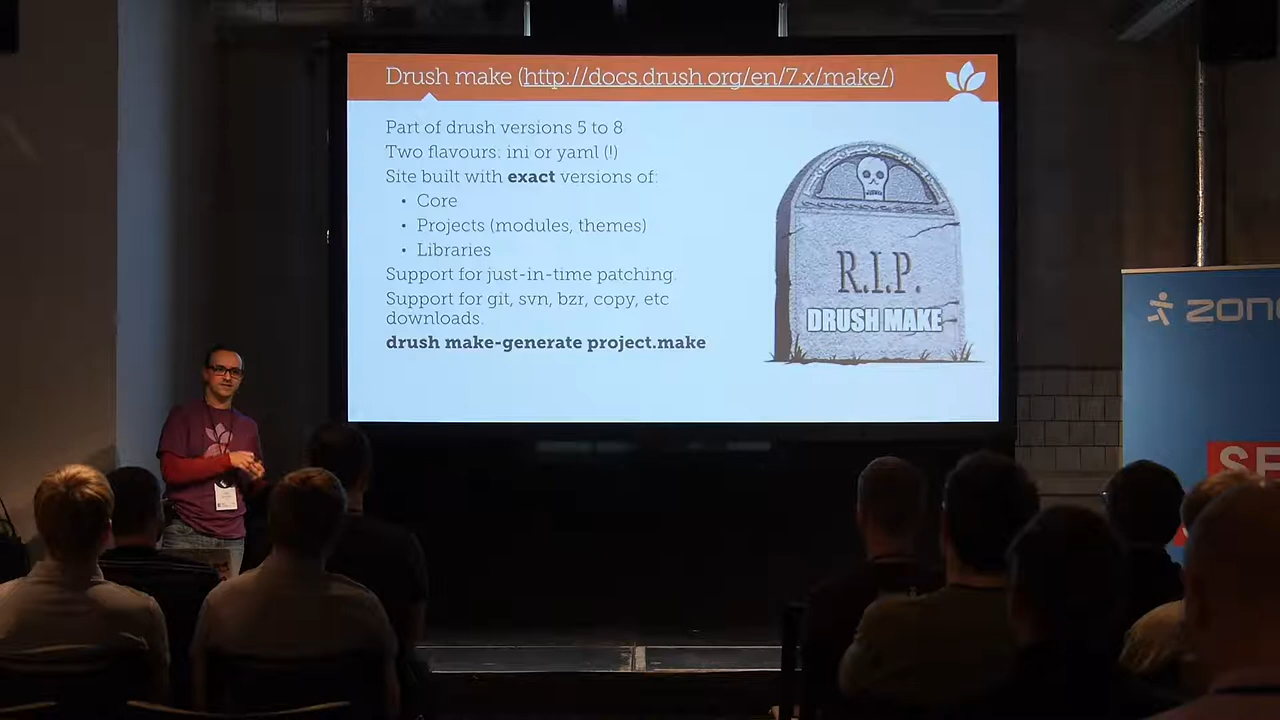 Drush make (http://docs.drush.org/en/7.x/make/)
Part of drush versions 5 to 8
Two flavours: ini or yaml (!)
Site built with exact versions of:
• Core
• Projects (modules, themes)
• Libraries
Support for just-in-time patching.
Support for git, svn, bzr, copy, etc
downloads.
drush make-generate project.make
R.I.P.
DRUSH MAKE